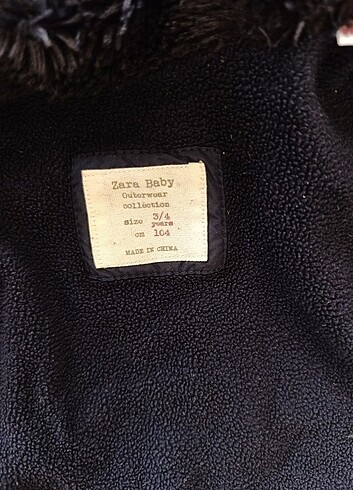 Zara Baby
Outerwear
collection
size 3/4
years
cm 104
MADE IN CHINA